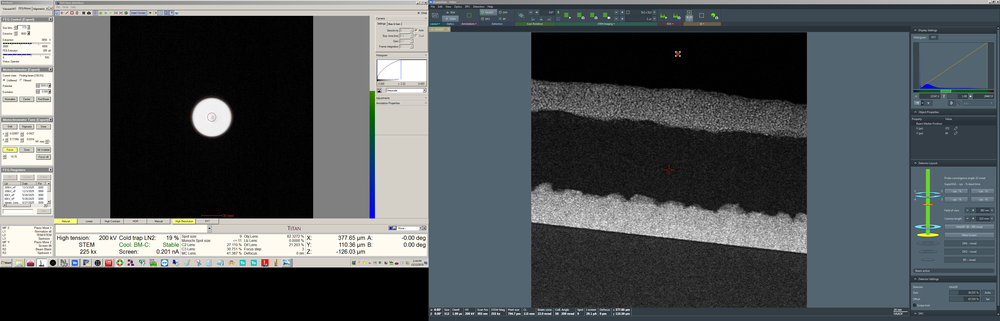 Workset
Vacuum/HT FEG/Mono Alignments
FEG Control (Expert)
Gun lens: 773
Extractor: 3600
Extraction 3650 V
3000 4000
FEG Emission: 305 uA
0. 500.
Status: Operate
Monochromator (Expert)
Current state: Finding beam [100.0%]
Unfiltered Filtered
Potential 3000.0
Excitation 0.000
Normalize Center Find Beam
Monochromator Tune (Expert)
Shift Stigmator Store
x -0.02857 -0.0427
y 0.17358 0.0316 MF step: 1
Focus Store Slit Wobbler
15.70 Focus slit
FEG Registers
Set Update Delete
Lbl Date Pot
200kV_nP 12/3/2025 3000
200kV_uP 12/3/2025 3000
60kV_uP 5/28/2025 3000
60kV_nP 5/28/2025 3000
ubeam June... 6/27/2025 3000
Add
MF X: Piezo Move X
L1: Normalize all
L2: TEM/STEM
L3: Spotsize -
MF Y: Piezo Move Z
R1: Screen lift
R2: Beam Blank
R3: Spotsize +
TEM User Interface
File Mode Help
Insert Screen
Close
Camera
Settings Bias & Gain
Sensitivity: 6 Auto
Exp. time [ms]: 6.4 Dual
Gain: 0.7
Frame integration: 1
Histogram
0.000 γ: 2.22 0.483
Greyscale
Adjustments
Annotation Properties
20 mrad
Natural Linear High Contrast HDR Manual High Resolution FFT
TITAN
- None -
High tension: 200 kV
STEM
225 kx
Cold trap LN2: 19 %
Cool. BM-C: Stable
Screen: 0.201 nA
Spot size: 9
Monochr.Spot size: <= 11
C2 Lens: 27.110 %
C3 Lens: 30.751 %
MC Lens: 41.387 %
Obj Lens: 82.3272 %
Ltz Lens: 0.0000 %
Dif Lens: 21.203 %
Focus step: 3
Defocus: 0 nm
X: 377.65 µm A: -0.00 deg
Y: 110.36 µm B: 0.00 deg
Z: -126.03 µm
Start
Ve
To To
2:44 PM
12/12/2025
Ve Acquisition - Velox
File Edit View Optics DPC Detectors Help
TEM
STEM
HAADF DF4
DF2 BF
0.0°
512 x 512
1 µs
Layout Optics Annotations Detectors Scan Rotation STEM Imaging EDS SI
A : HAADF
Display Settings
Histogram FFT
22247.2 γ 1.00 29467.0
V grey
Object Properties
Property Value
Beam Marker Position
X (px) 272
Y (px) 40
Detector Layout
Probe convergence angle: 22 mrad
SuperXG2: - cps -% dead time
1 2 - cps -% - cps -%
4 3 - cps -% - cps -%
Field of view 392 nm
Camera length 115 mm
HAADF: 58 - 200 mrad
Main Screen
DF4: - mrad
DF2: - mrad
BF: - mrad
Beam active
Detector Settings
Detector HAADF
Gain 30.537 % Auto
Offset 47.533 % Set
Scope tool
DPC
α -0.00° Size Dwell HT Scan fov STEM Mag Pixel size CL Beam conv. Coll. Angle Spot I screen Defocus x 377.65 µm
β 0.00° 512 1.00 µs 200 kV 392 nm 255 kx 764.7 pm 115 mm 22.0 mrad 58 - 200 mrad 9 29.1 pA 0 pm y 110.36 µm
20 nm
HAADF